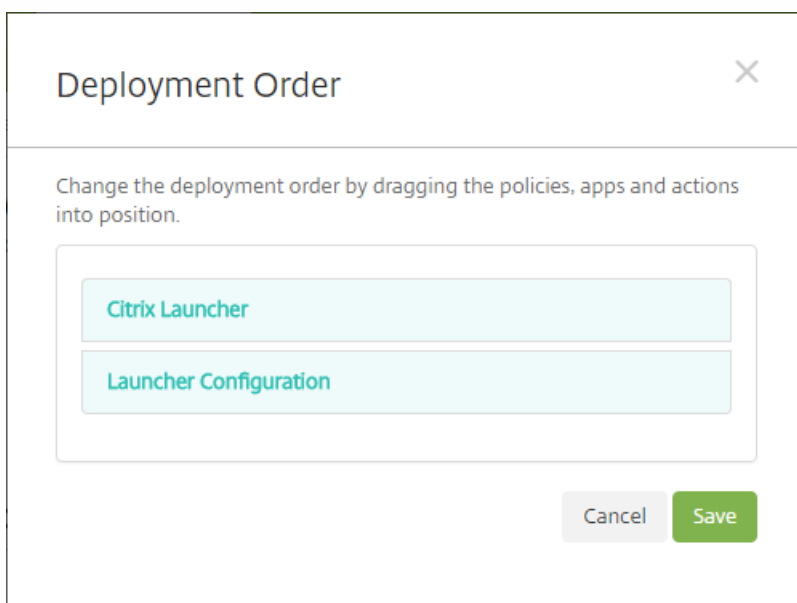 Deployment Order
Change the deployment order by dragging the policies, apps and actions
into position.
Citrix Launcher
Launcher Configuration
Cancel
Save